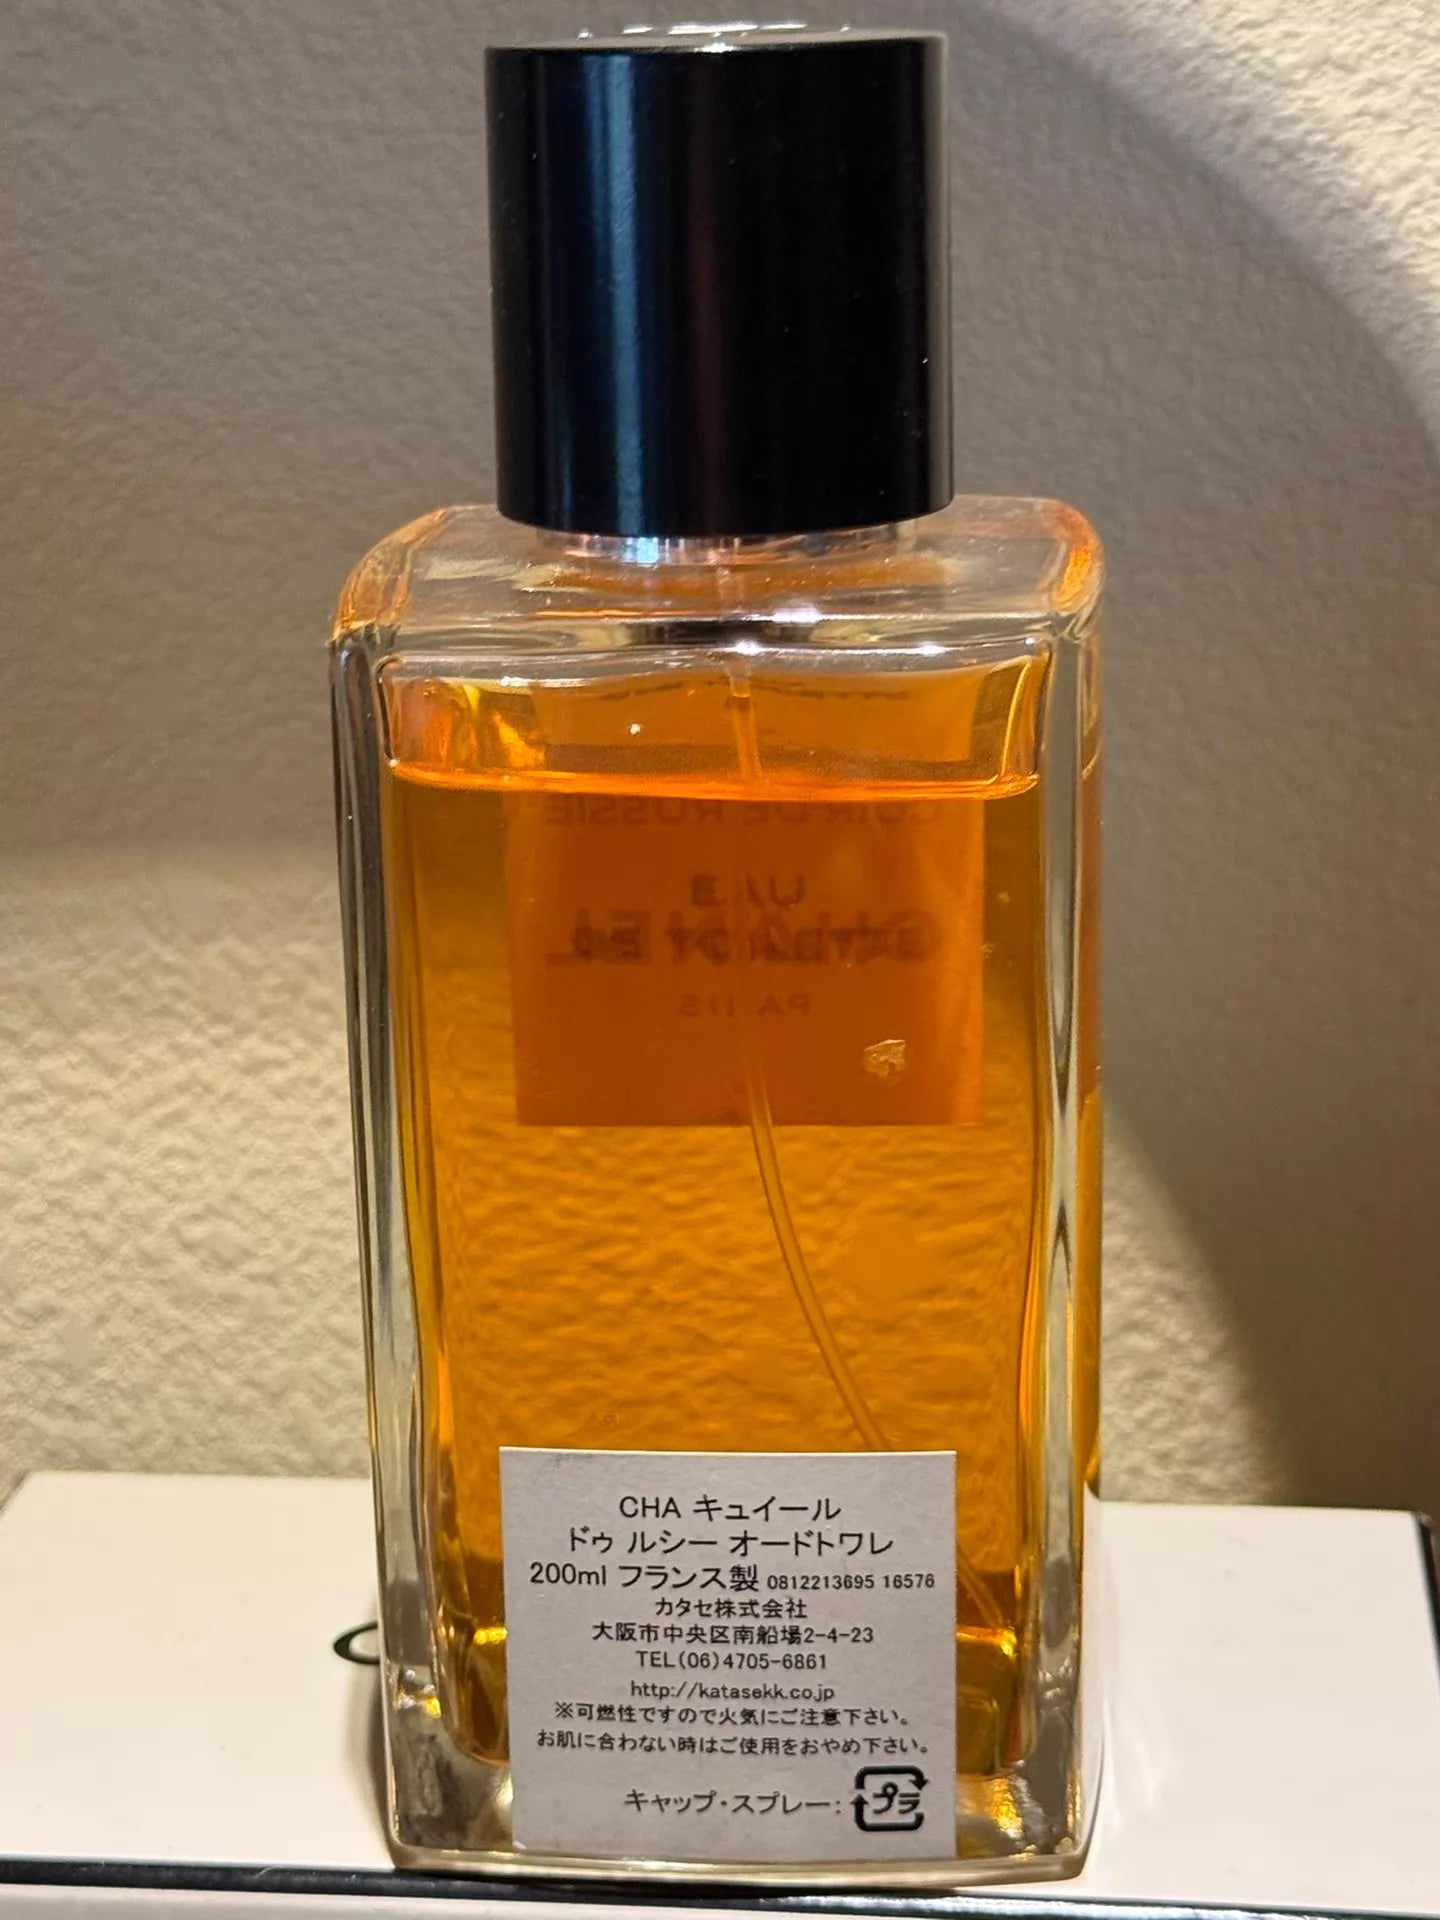 CUIR DE RUSSIE
CHANEL
PARIS
CHA キュイール
ドゥ ルシー オードトワレ
200ml フランス製 0812213695 16576
カタセ株式会社
大阪市中央区南船場2-4-23
TEL(06)4705-6861
http://katasekk.co.jp
※可燃性ですので火気にご注意下さい。
お肌に合わない時はご使用をおやめ下さい。
キャップ・スプレー: プラ